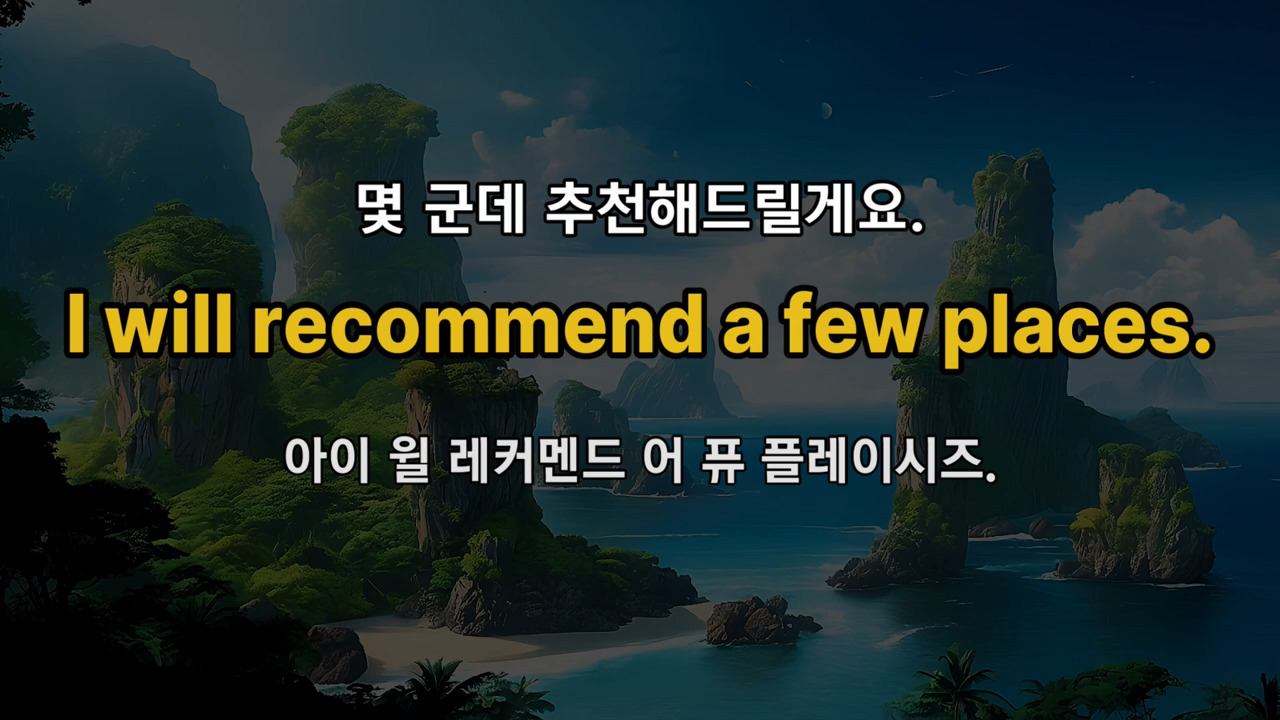 몇 군데 추천해드릴게요.
I will recommend a few places.
아이 윌 레커멘드 어 퓨 플레이시즈.